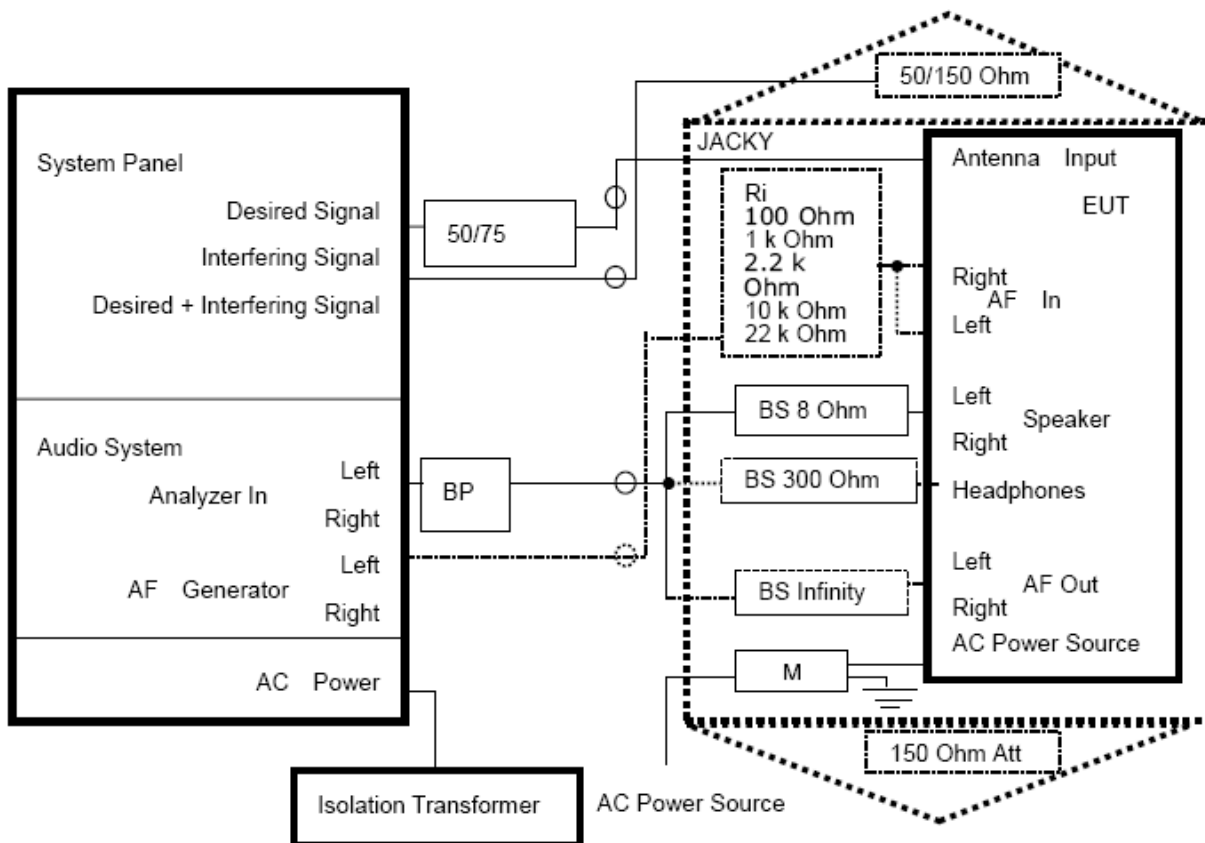 System Panel
Desired Signal
Interfering Signal
Desired + Interfering Signal
Audio System
Analyzer In
Left
Right
AF Generator
Left
Right
AC Power
50/75
BP
Isolation Transformer
AC Power Source
50/150 Ohm
JACKY
Ri
100 Ohm
1 k Ohm
2.2 k
Ohm
10 k Ohm
22 k Ohm
BS 8 Ohm
BS 300 Ohm
BS Infinity
M
Antenna Input
EUT
Right
AF In
Left
Left
Speaker
Right
Headphones
Left
AF Out
Right
AC Power Source
150 Ohm Att